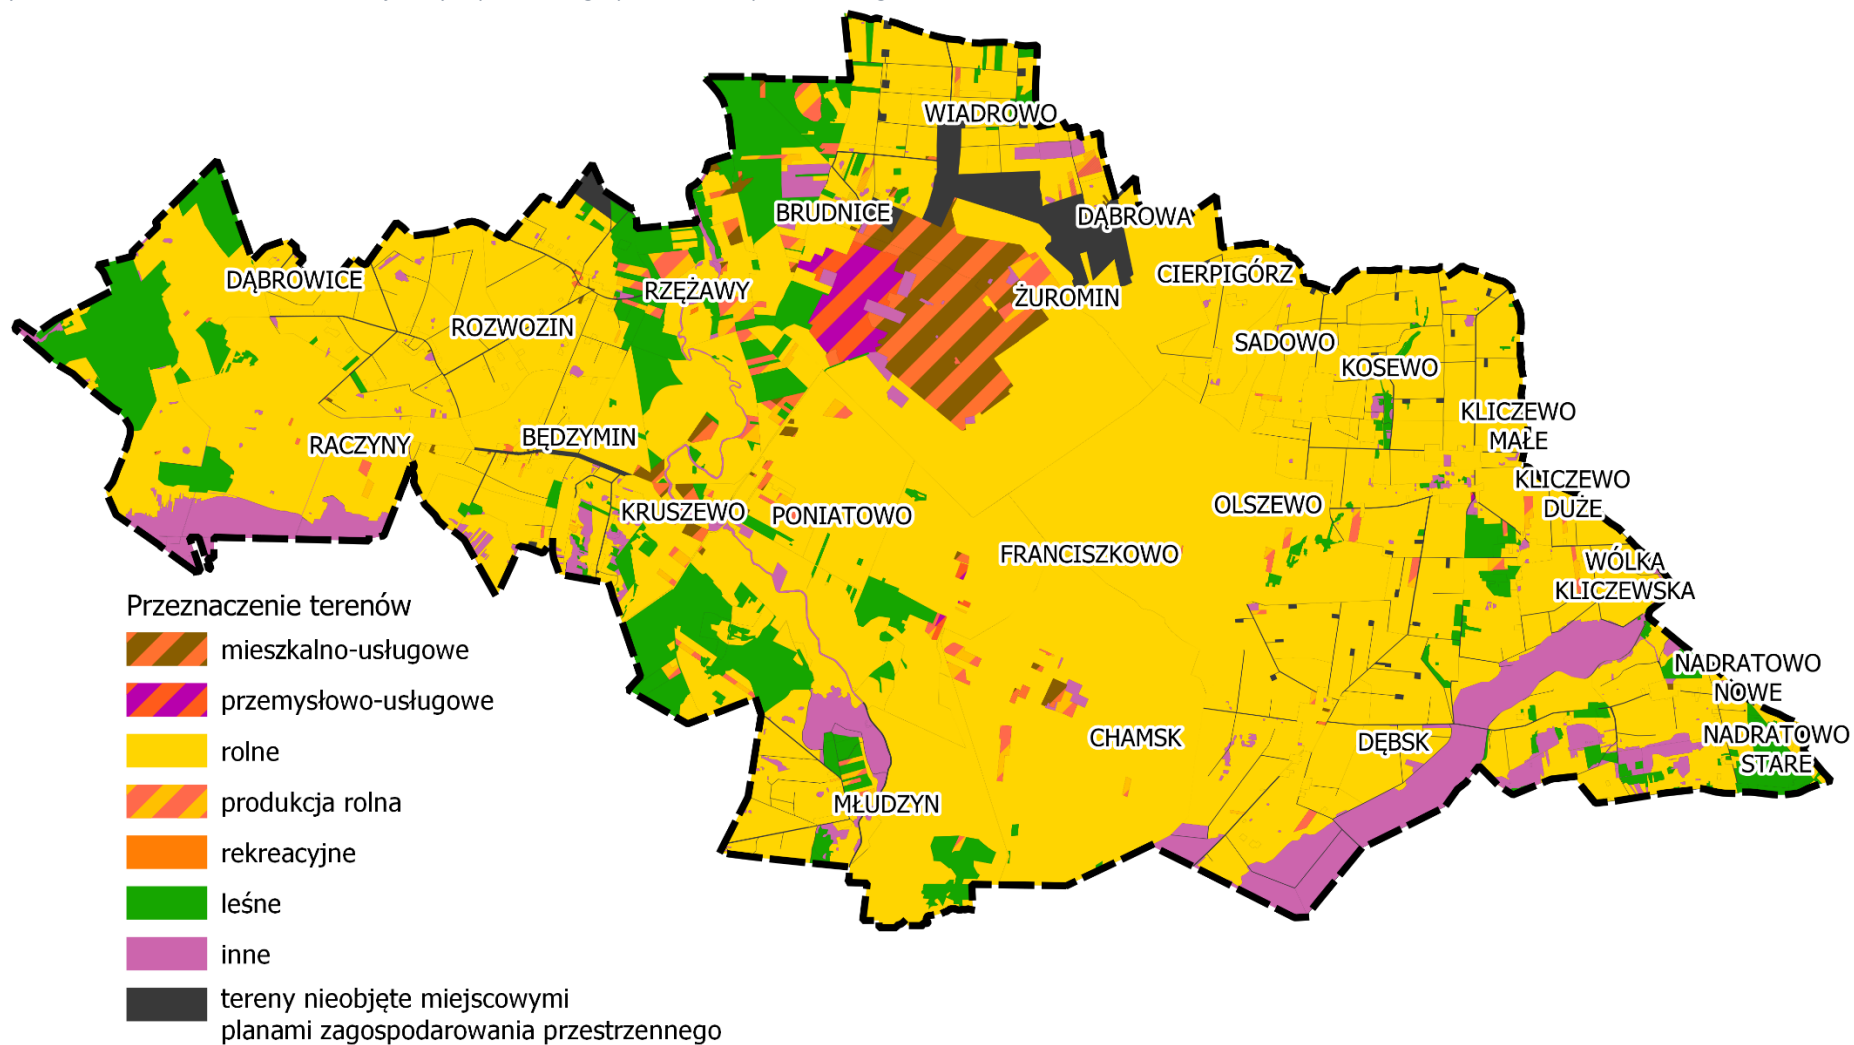 WIADROWO
BRUDNICE
DĄBROWA
DĄBROWICE
RZĘŻAWY
CIERPIGÓRZ
ŻUROMIN
ROZWOZIN
SADOWO
KOSEWO
RACZYNY
BĘDZYMIN
KLICZEWO
MAŁE
KLICZEWO
DUŻE
KRUSZEWO
PONIATOWO
OLSZEWO
FRANCISZKOWO
WÓLKA
KLICZEWSKA
NADRATOWO
NOWE
CHAMSK
DĘBSK
NADRATOWO
STARE
MŁUDZYN
Przeznaczenie terenów
mieszkalno-usługowe
przemysłowo-usługowe
rolne
produkcja rolna
rekreacyjne
leśne
inne
tereny nieobjęte miejscowymi
planami zagospodarowania przestrzennego